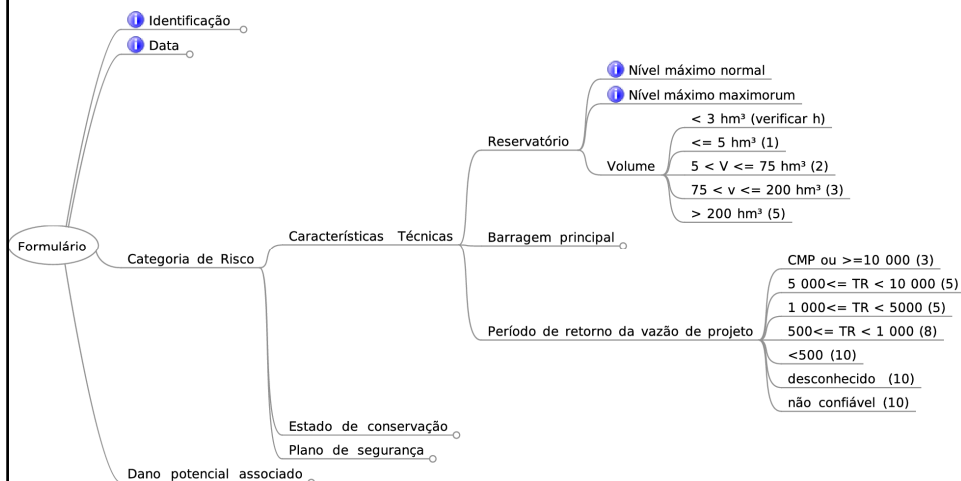 Identificação
Data
Nível máximo normal
Nível máximo maximorum
< 3 hm³ (verificar h)
Reservatório
<= 5 hm³ (1)
Volume
5 < V <= 75 hm³ (2)
75 < v <= 200 hm³ (3)
> 200 hm³ (5)
Formulário
Categoria de Risco
Características Técnicas
Barragem principal
CMP ou >=10 000 (3)
5 000<= TR < 10 000 (5)
1 000<= TR < 5000 (5)
Período de retorno da vazão de projeto
500<= TR < 1 000 (8)
<500 (10)
desconhecido (10)
não confiável (10)
Estado de conservação
Plano de segurança
Dano potencial associado